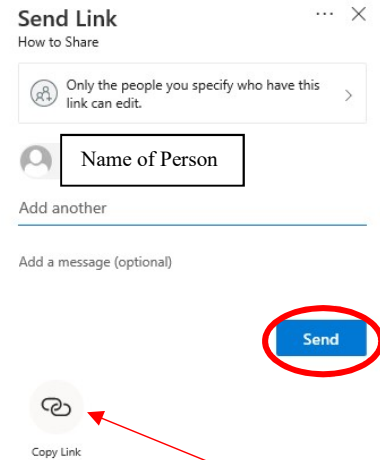 Send Link
How to Share
Only the people you specify who have this
link can edit.
Name of Person
Add another
Add a message (optional)
Send
Copy Link